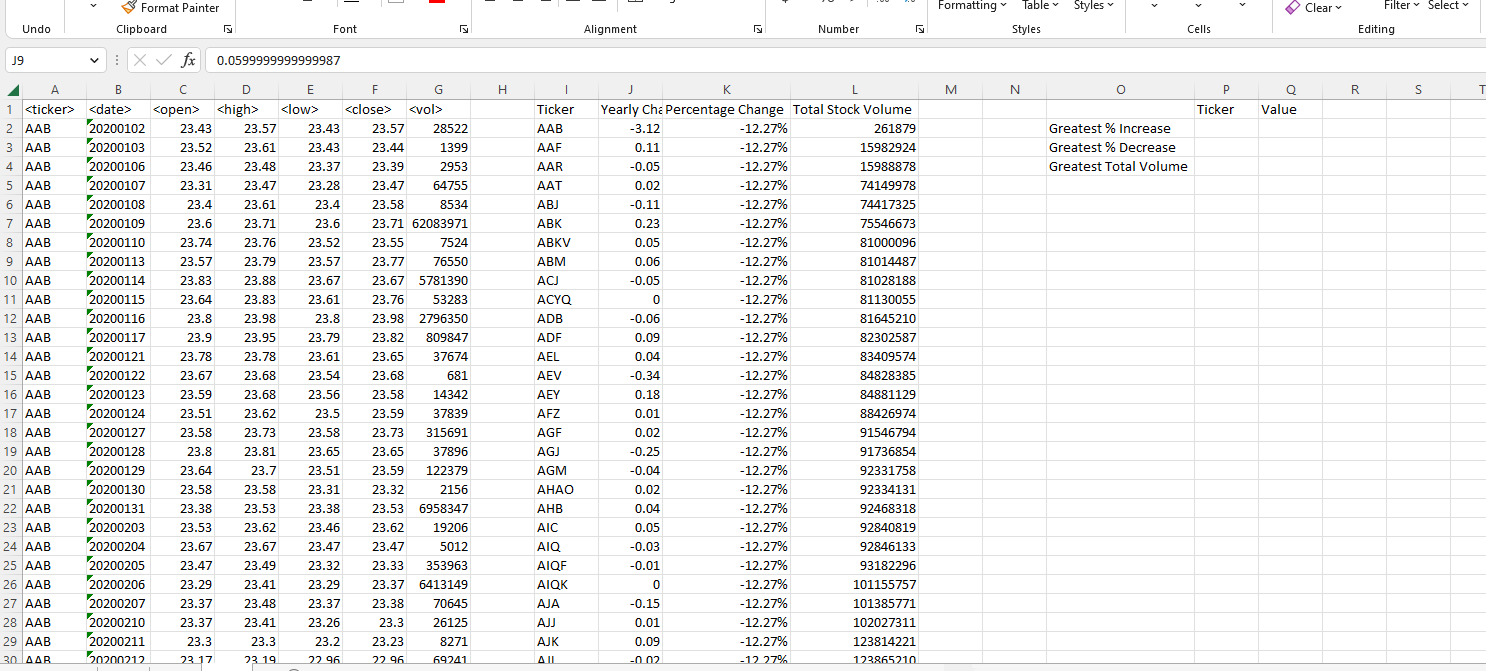 Format Painter
Formatting Table Styles Clear Filter Select
Undo Clipboard Font Alignment Number Styles Cells Editing
J9 fx 0.0599999999999987
A B C D E F G H I J K L M N O P Q R S T
1 <ticker> <date> <open> <high> <low> <close> <vol> Ticker Yearly Cha Percentage Change Total Stock Volume Ticker Value
2 AAB 20200102 23.43 23.57 23.43 23.57 28522 AAB -3.12 -12.27% 261879 Greatest % Increase
3 AAB 20200103 23.52 23.61 23.43 23.44 1399 AAF 0.11 -12.27% 15982924 Greatest % Decrease
4 AAB 20200106 23.46 23.48 23.37 23.39 2953 AAR -0.05 -12.27% 15988878 Greatest Total Volume
5 AAB 20200107 23.31 23.47 23.28 23.47 64755 AAT 0.02 -12.27% 74149978
6 AAB 20200108 23.4 23.61 23.4 23.58 8534 ABJ -0.11 -12.27% 74417325
7 AAB 20200109 23.6 23.71 23.6 23.71 62083971 ABK 0.23 -12.27% 75546673
8 AAB 20200110 23.74 23.76 23.52 23.55 7524 ABKV 0.05 -12.27% 81000096
9 AAB 20200113 23.57 23.79 23.57 23.77 76550 ABM 0.06 -12.27% 81014487
10 AAB 20200114 23.83 23.88 23.67 23.67 5781390 ACJ -0.05 -12.27% 81028188
11 AAB 20200115 23.64 23.83 23.61 23.76 53283 ACYQ 0 -12.27% 81130055
12 AAB 20200116 23.8 23.98 23.8 23.98 2796350 ADB -0.06 -12.27% 81645210
13 AAB 20200117 23.9 23.95 23.79 23.82 809847 ADF 0.09 -12.27% 82302587
14 AAB 20200121 23.78 23.78 23.61 23.65 37674 AEL 0.04 -12.27% 83409574
15 AAB 20200122 23.67 23.68 23.54 23.68 681 AEV -0.34 -12.27% 84828385
16 AAB 20200123 23.59 23.68 23.56 23.58 14342 AEY 0.18 -12.27% 84881129
17 AAB 20200124 23.51 23.62 23.5 23.59 37839 AFZ 0.01 -12.27% 88426974
18 AAB 20200127 23.58 23.73 23.58 23.73 315691 AGF 0.02 -12.27% 91546794
19 AAB 20200128 23.8 23.81 23.65 23.65 37896 AGJ -0.25 -12.27% 91736854
20 AAB 20200129 23.64 23.7 23.51 23.59 122379 AGM -0.04 -12.27% 92331758
21 AAB 20200130 23.58 23.58 23.31 23.32 2156 AHAO 0.02 -12.27% 92334131
22 AAB 20200131 23.38 23.53 23.38 23.53 6958347 AHB 0.04 -12.27% 92468318
23 AAB 20200203 23.53 23.62 23.46 23.62 19206 AIC 0.05 -12.27% 92840819
24 AAB 20200204 23.67 23.67 23.47 23.47 5012 AIQ -0.03 -12.27% 92846133
25 AAB 20200205 23.47 23.49 23.32 23.33 353963 AIQF -0.01 -12.27% 93182296
26 AAB 20200206 23.29 23.41 23.29 23.37 6413149 AIQK 0 -12.27% 101155757
27 AAB 20200207 23.37 23.48 23.37 23.38 70645 AJA -0.15 -12.27% 101385771
28 AAB 20200210 23.37 23.41 23.26 23.3 26125 AJJ 0.01 -12.27% 102027311
29 AAB 20200211 23.3 23.3 23.2 23.23 8271 AJK 0.09 -12.27% 123814221
30 AAB 20200212 23.17 23.19 22.96 22.96 69241 -0.02 -12.27% 123865210